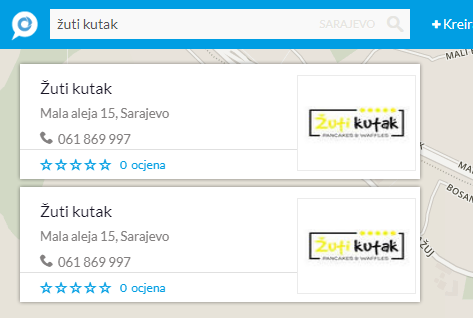 žuti kutak SARAJEVO
+Kreir
Žuti kutak
Mala aleja 15, Sarajevo
061 869 997
0 ocjena
Žuti kutak
PANCAKES & WAFFLES
Žuti kutak
Mala aleja 15, Sarajevo
061 869 997
0 ocjena
Žuti kutak
PANCAKES & WAFFLES
MALI
MA
BOSAN